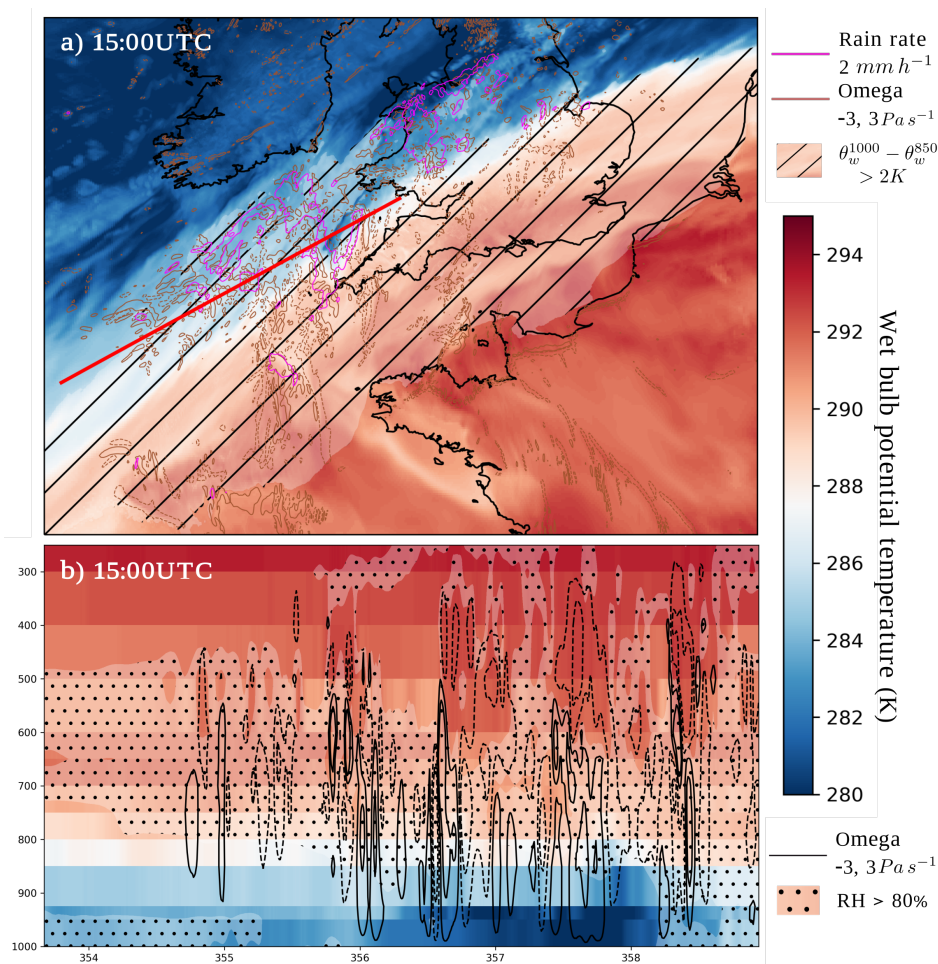 a) 15:00UTC
Rain rate
2 mm h⁻¹
Omega
-3, 3 Pa s⁻¹
θ_w^1000 − θ_w^850
> 2K
294
292
290
288
286
284
282
280
Wet bulb potential temperature (K)
b) 15:00UTC
300
400
500
600
700
800
900
1000
354
355
356
357
358
Omega
-3, 3 Pa s⁻¹
RH > 80%